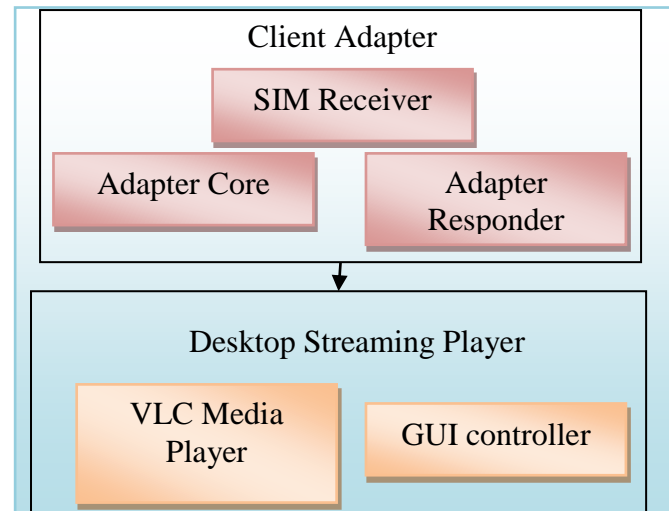 Client Adapter
SIM Receiver
Adapter Core
Adapter
Responder
Desktop Streaming Player
VLC Media
Player
GUI controller